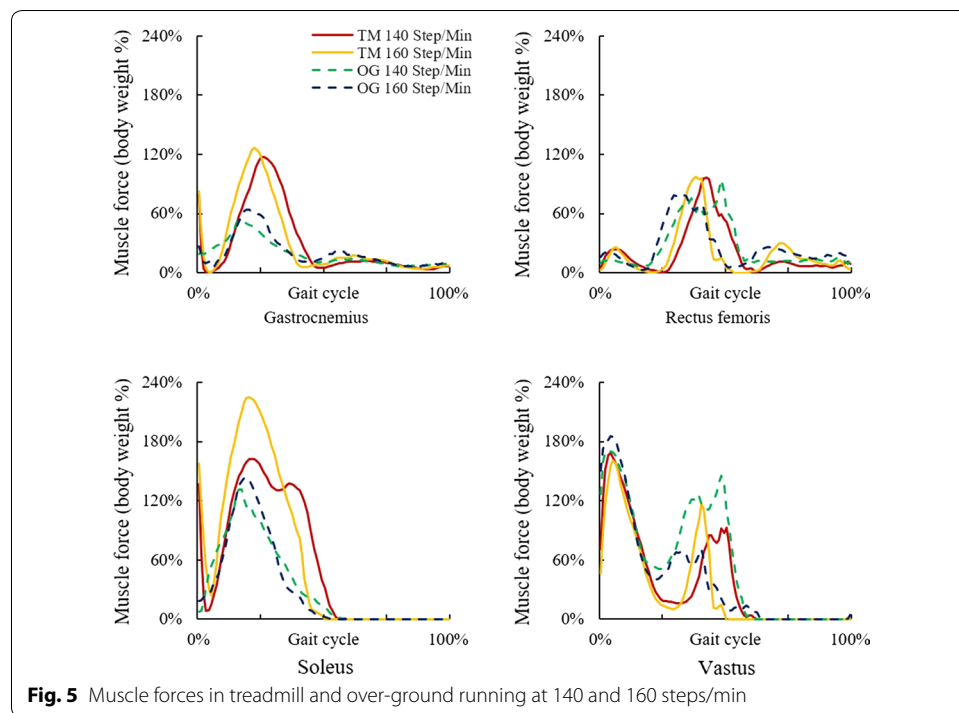 240%
180%
120%
60%
0%
Muscle force (body weight %)
TM 140 Step/Min
TM 160 Step/Min
OG 140 Step/Min
OG 160 Step/Min
0% Gait cycle 100%
Gastrocnemius
240%
180%
120%
60%
0%
Muscle force (body weight %)
0% Gait cycle 100%
Rectus femoris
240%
180%
120%
60%
0%
Muscle force (body weight %)
0% Gait cycle 100%
Soleus
240%
180%
120%
60%
0%
Muscle force (body weight %)
0% Gait cycle 100%
Vastus
Fig. 5 Muscle forces in treadmill and over-ground running at 140 and 160 steps/min